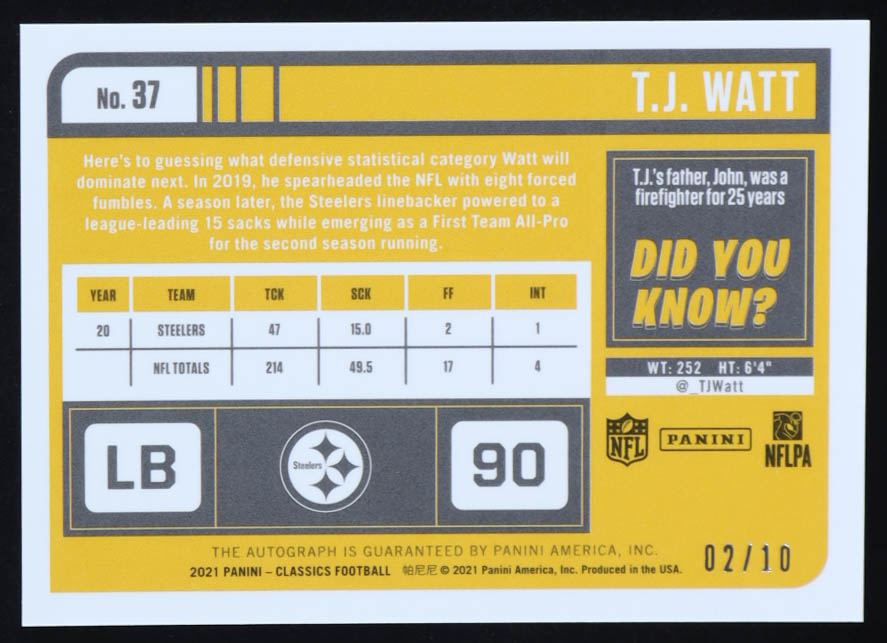 No. 37
T.J. WATT
Here's to guessing what defensive statistical category Watt will
dominate next. In 2019, he spearheaded the NFL with eight forced
fumbles. A season later, the Steelers linebacker powered to a
league-leading 15 sacks while emerging as a First Team All-Pro
for the second season running.
T.J.'s father, John, was a
firefighter for 25 years
DID YOU
KNOW?
YEAR TEAM TCK SCK FF INT
20 STEELERS 47 15.0 2 1
NFL TOTALS 214 49.5 17 4
WT: 252 HT: 6'4"
@_TJWatt
LB
Steelers
90
NFL
PANINI
NFLPA
THE AUTOGRAPH IS GUARANTEED BY PANINI AMERICA, INC.
2021 PANINI – CLASSICS FOOTBALL 帕尼尼 © 2021 Panini America, Inc. Produced in the USA.
02/10